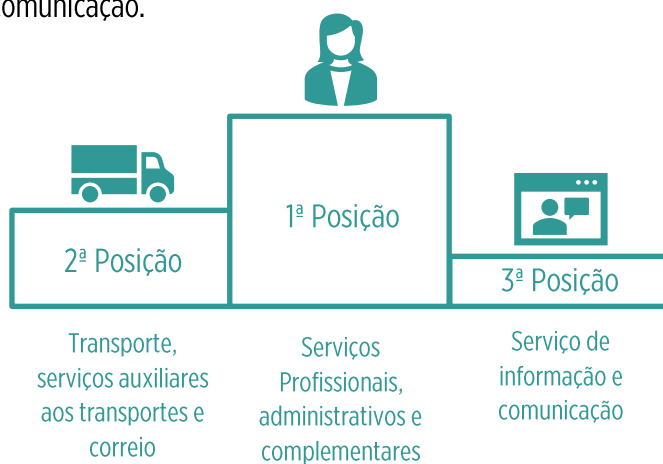 comunicação.
1ª Posição
2ª Posição
3ª Posição
Transporte,
serviços auxiliares
aos transportes e
correio
Serviços
Profissionais,
administrativos e
complementares
Serviço de
informação e
comunicação